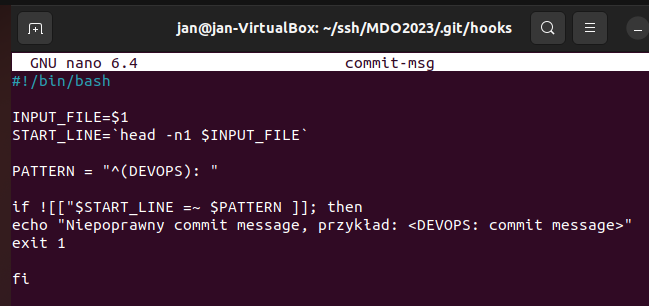 jan@jan-VirtualBox: ~/ssh/MDO2023/.git/hooks
GNU nano 6.4 commit-msg
#!/bin/bash
INPUT_FILE=$1
START_LINE=`head -n1 $INPUT_FILE`
PATTERN = "^(DEVOPS): "
if ![["$START_LINE =~ $PATTERN ]]; then
echo "Niepoprawny commit message, przykład: <DEVOPS: commit message>"
exit 1
fi